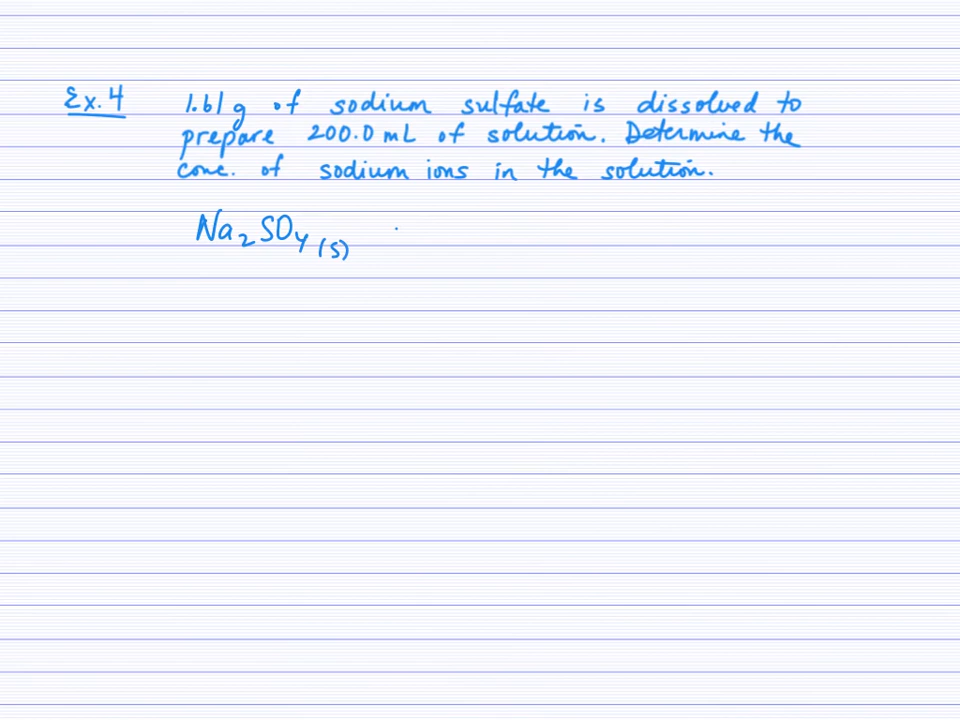 Ex. 4 1.61 g of sodium sulfate is dissolved to
prepare 200.0 mL of solution. Determine the
conc. of sodium ions in the solution.
Na₂SO₄ (s)